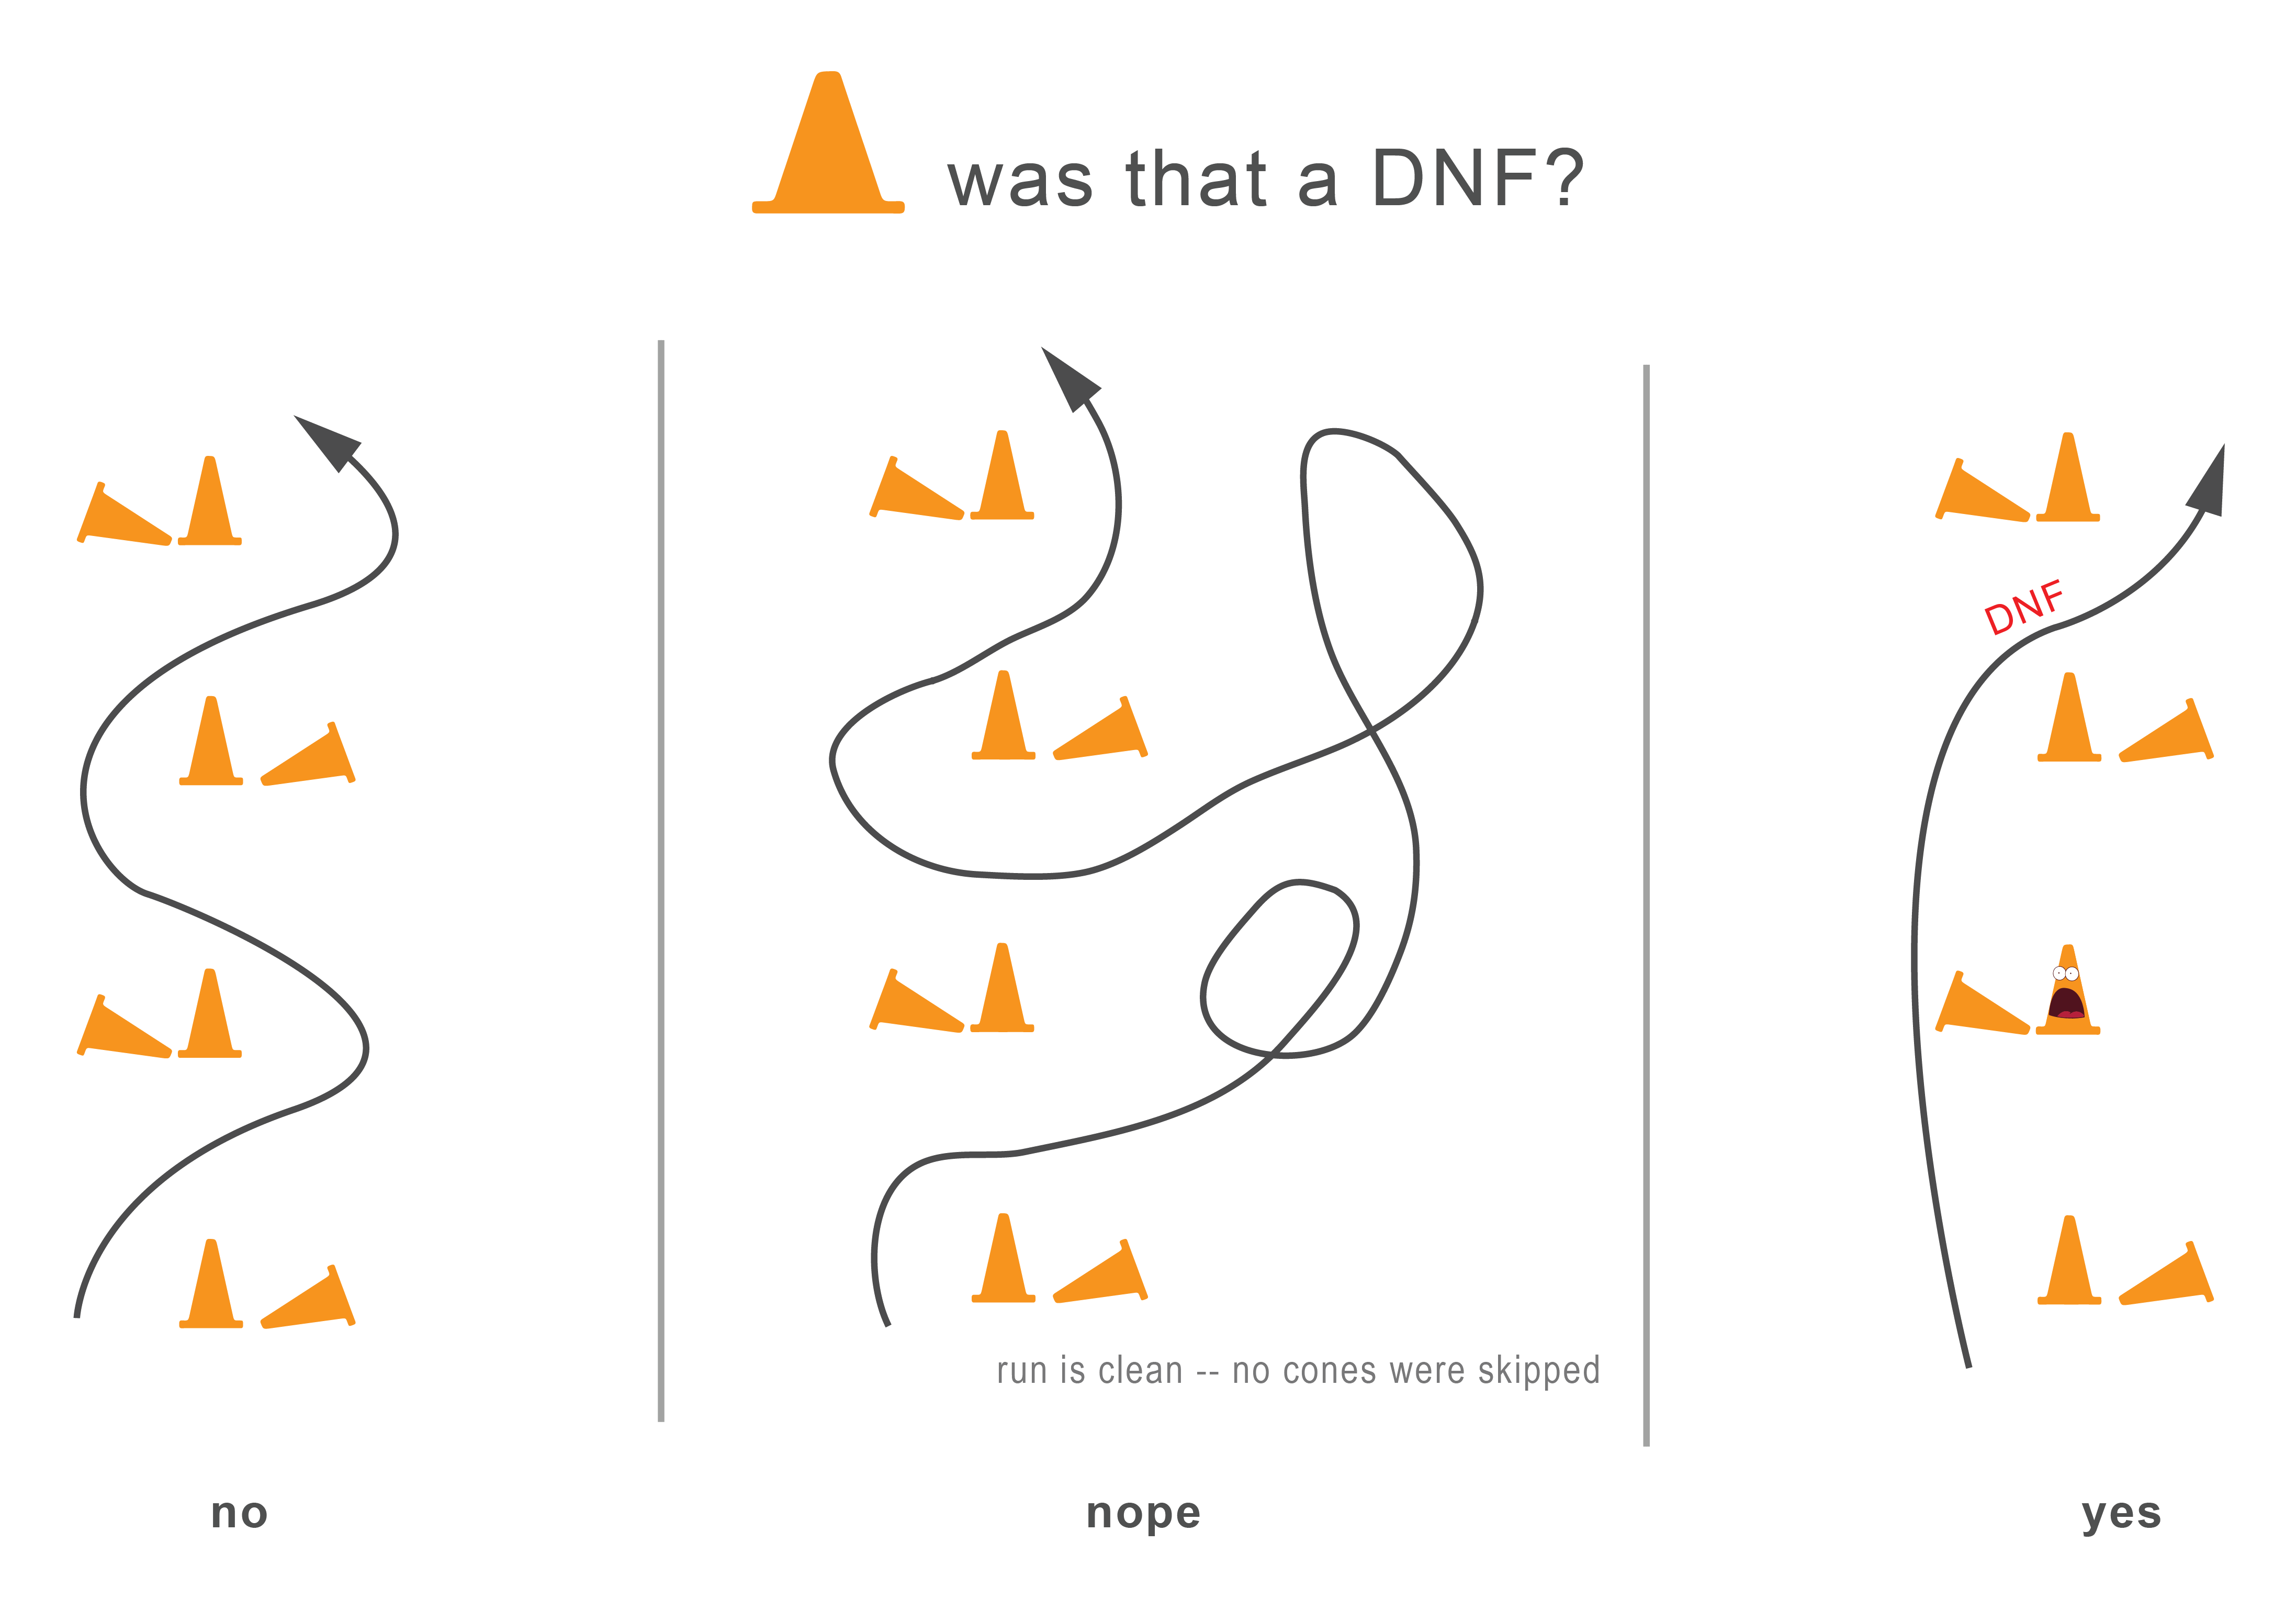 was that a DNF?
DNF
run is clean -- no cones were skipped
no
nope
yes